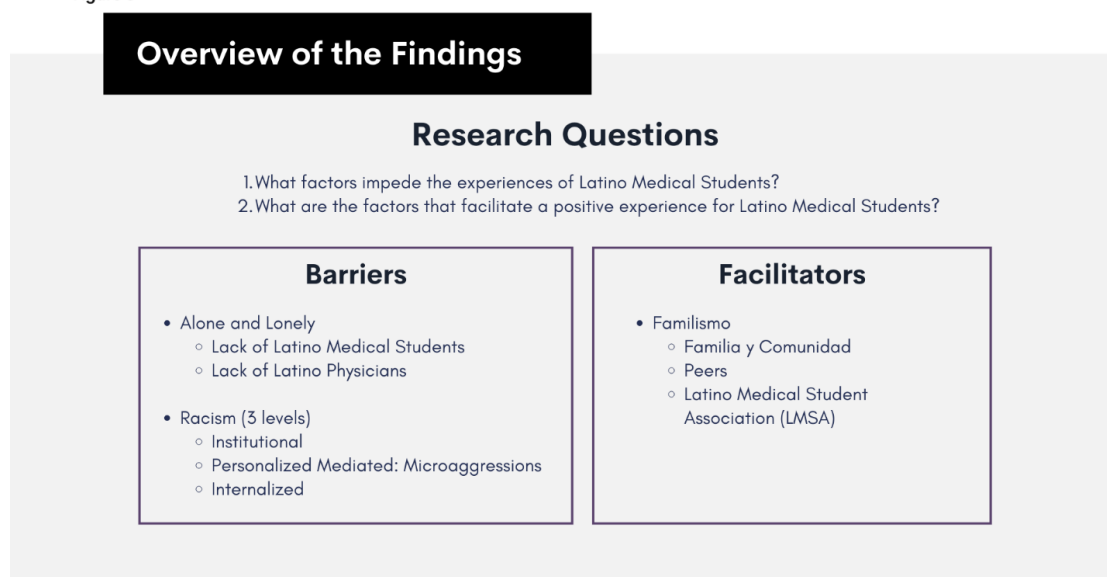 Overview of the Findings
Research Questions
1. What factors impede the experiences of Latino Medical Students?
2. What are the factors that facilitate a positive experience for Latino Medical Students?
Barriers
• Alone and Lonely
◦ Lack of Latino Medical Students
◦ Lack of Latino Physicians
• Racism (3 levels)
◦ Institutional
◦ Personalized Mediated: Microaggressions
◦ Internalized
Facilitators
• Familismo
◦ Familia y Comunidad
◦ Peers
◦ Latino Medical Student
Association (LMSA)